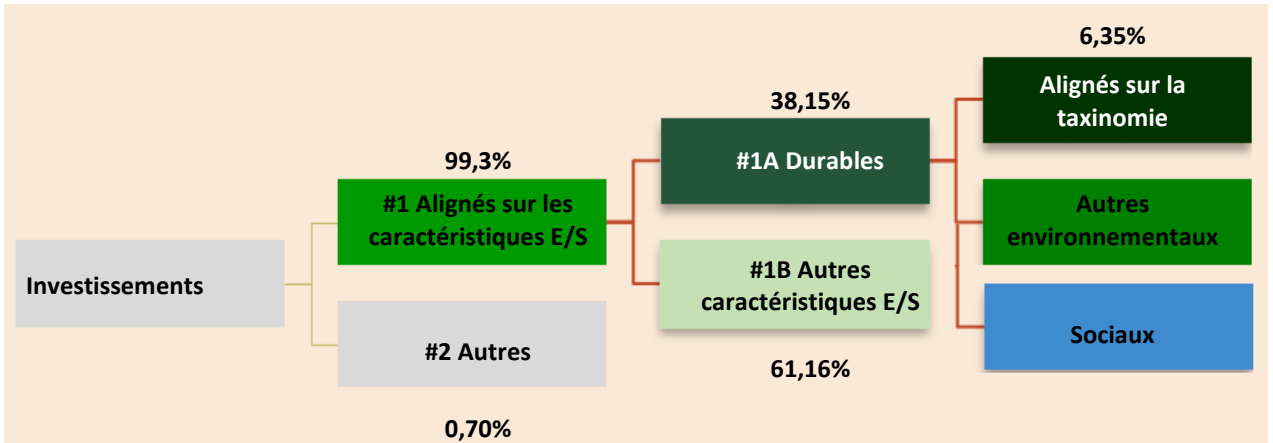 6,35%
Alignés sur la
taxinomie
38,15%
#1A Durables
99,3%
#1 Alignés sur les
caractéristiques E/S
Autres
environnementaux
Investissements
#1B Autres
caractéristiques E/S
#2 Autres
Sociaux
61,16%
0,70%